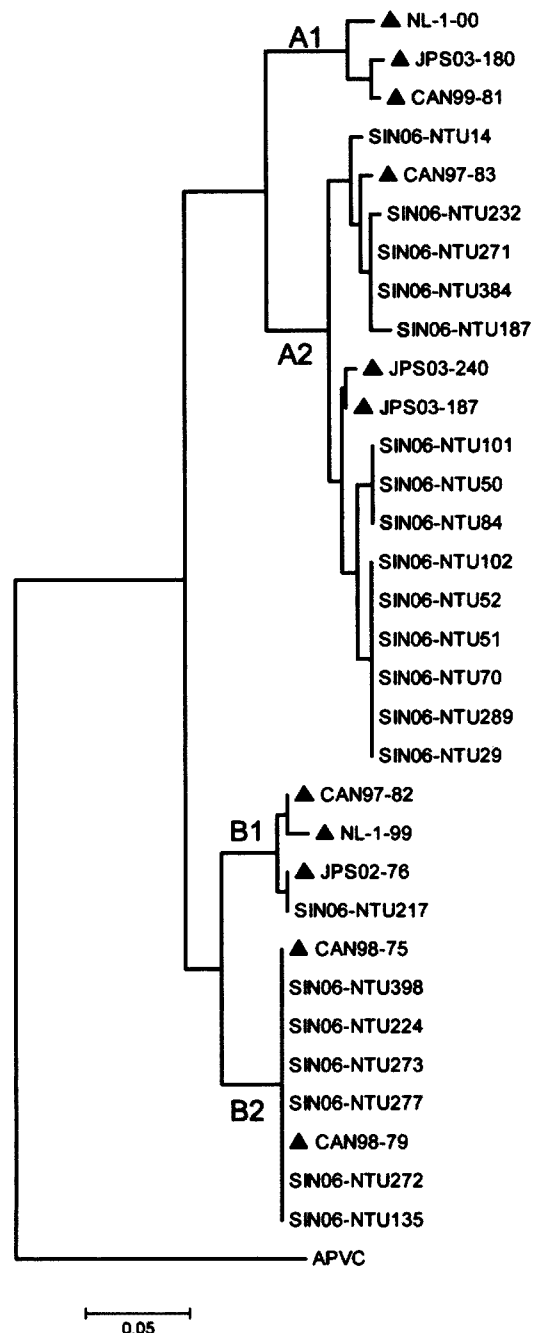 NL-1-00
A1
JPS03-180
CAN99-81
SIN06-NTU14
CAN97-83
SIN06-NTU232
SIN06-NTU271
SIN06-NTU384
SIN06-NTU187
A2
JPS03-240
JPS03-187
SIN06-NTU101
SIN06-NTU50
SIN06-NTU84
SIN06-NTU102
SIN06-NTU52
SIN06-NTU51
SIN06-NTU70
SIN06-NTU289
SIN06-NTU29
CAN97-82
B1
NL-1-99
JPS02-76
SIN06-NTU217
CAN98-75
SIN06-NTU398
SIN06-NTU224
SIN06-NTU273
SIN06-NTU277
B2
CAN98-79
SIN06-NTU272
SIN06-NTU135
APVC
0.05